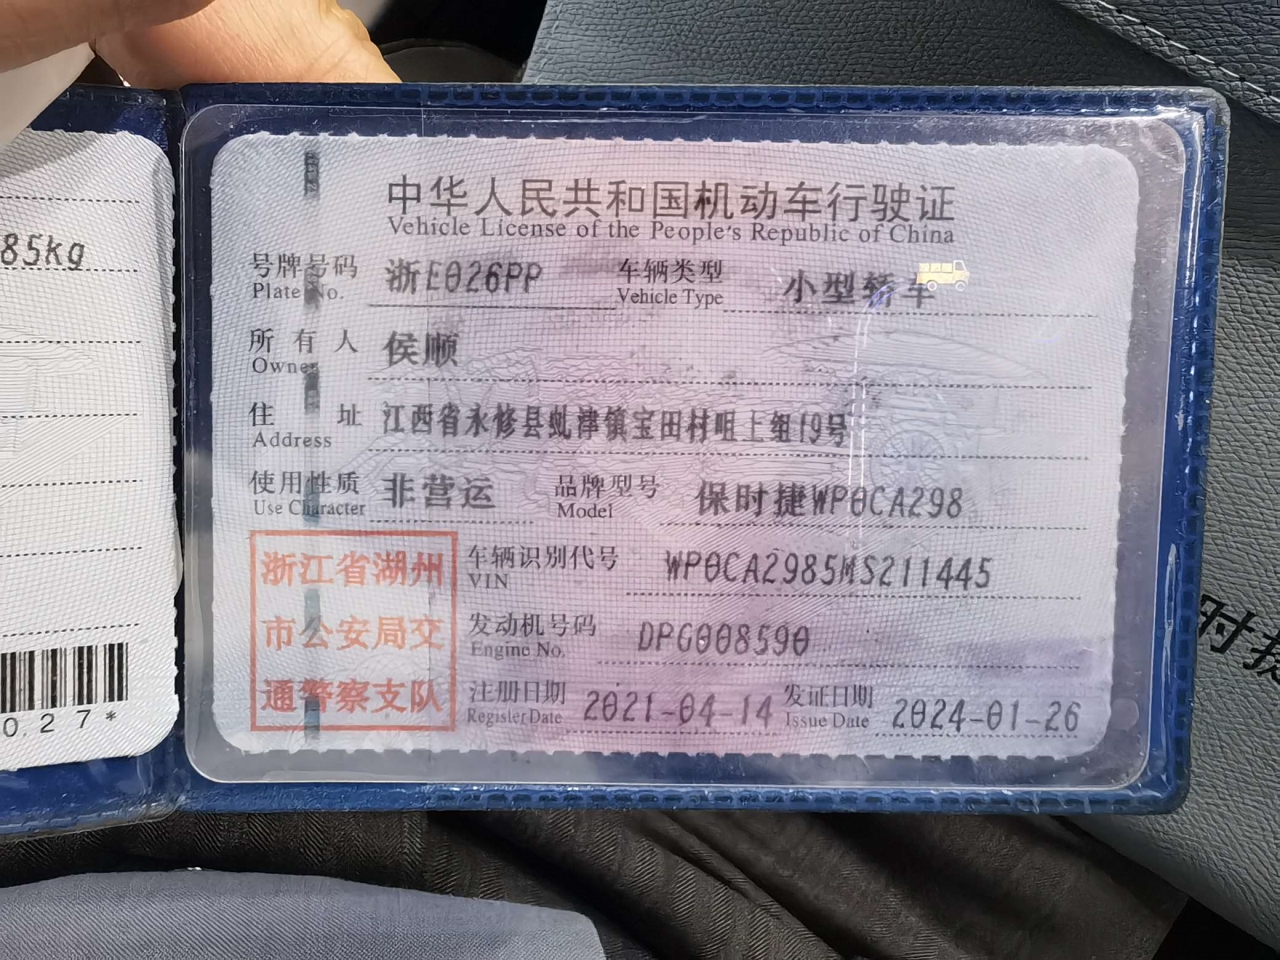 85kg
027*
中华人民共和国机动车行驶证
Vehicle License of the People's Republic of China
号牌号码 浙E026PP 车辆类型 小型轿车
Plate No. Vehicle Type
所有人 侯顺
Owner
住址 江西省永修县虬津镇宝田村咀上组19号
Address
使用性质 非营运 品牌型号 保时捷WP0CA298
Use Character Model
浙江省湖州
市公安局交
通警察支队
车辆识别代号 WP0CA2985MS211445
VIN
发动机号码 DPG008590
Engine No.
注册日期 2021-04-14 发证日期 2024-01-26
Register Date Issue Date
时捷